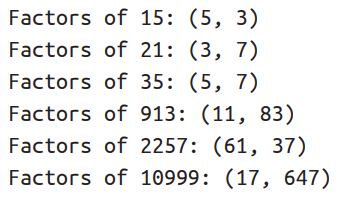 Factors of 15: (5, 3)
Factors of 21: (3, 7)
Factors of 35: (5, 7)
Factors of 913: (11, 83)
Factors of 2257: (61, 37)
Factors of 10999: (17, 647)